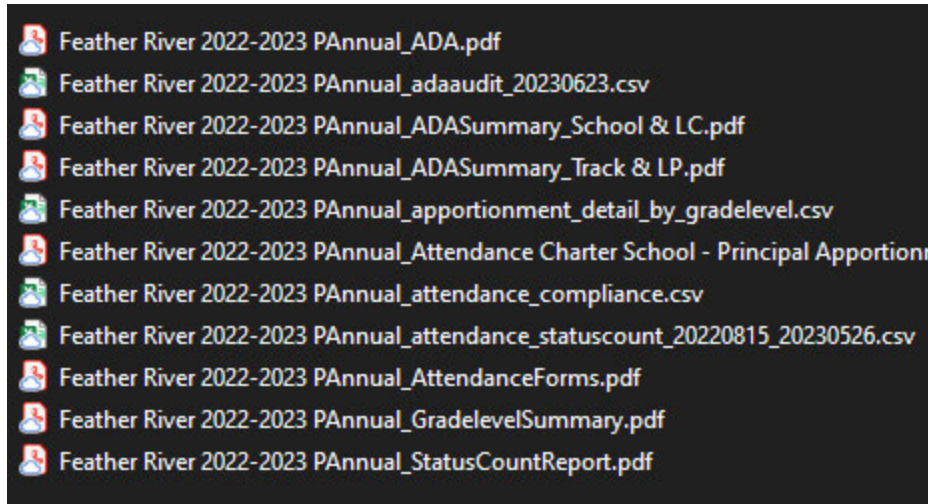 Feather River 2022-2023 PAnnual_ADA.pdf
Feather River 2022-2023 PAnnual_adaaudit_20230623.csv
Feather River 2022-2023 PAnnual_ADASummary_School & LC.pdf
Feather River 2022-2023 PAnnual_ADASummary_Track & LP.pdf
Feather River 2022-2023 PAnnual_apportionment_detail_by_gradelevel.csv
Feather River 2022-2023 PAnnual_Attendance Charter School - Principal Apportionr
Feather River 2022-2023 PAnnual_attendance_compliance.csv
Feather River 2022-2023 PAnnual_attendance_statuscount_20220815_20230526.csv
Feather River 2022-2023 PAnnual_AttendanceForms.pdf
Feather River 2022-2023 PAnnual_GradelevelSummary.pdf
Feather River 2022-2023 PAnnual_StatusCountReport.pdf